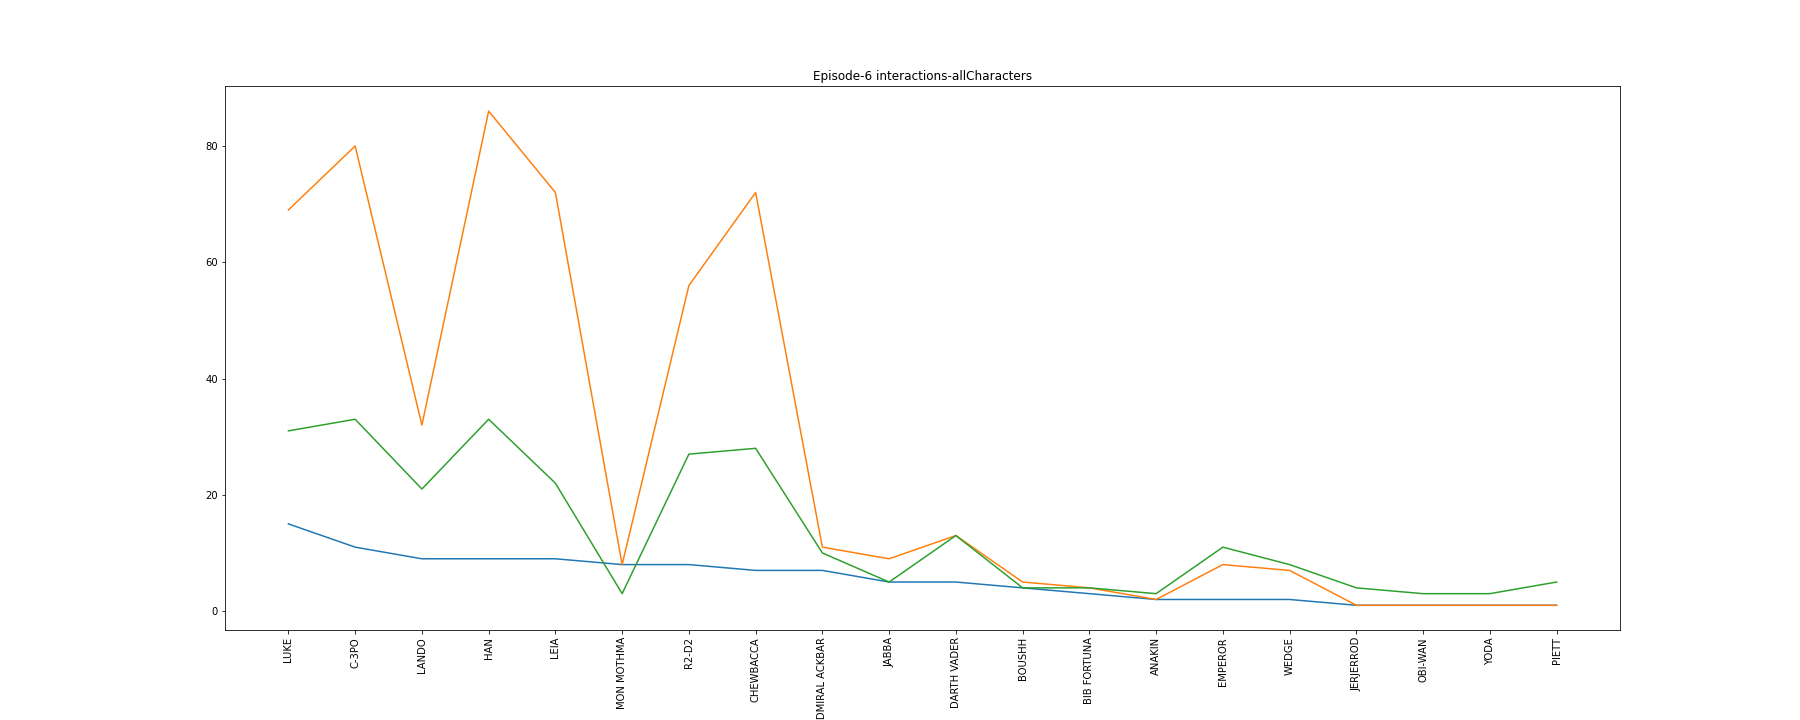 Episode-6 interactions-allCharacters
80
60
40
20
0
LUKE
C-3PO
LANDO
HAN
LEIA
MON MOTHMA
R2-D2
CHEWBACCA
DMIRAL ACKBAR
JABBA
DARTH VADER
BOUSHH
BIB FORTUNA
ANAKIN
EMPEROR
WEDGE
JERJERROD
OBI-WAN
YODA
PIETT